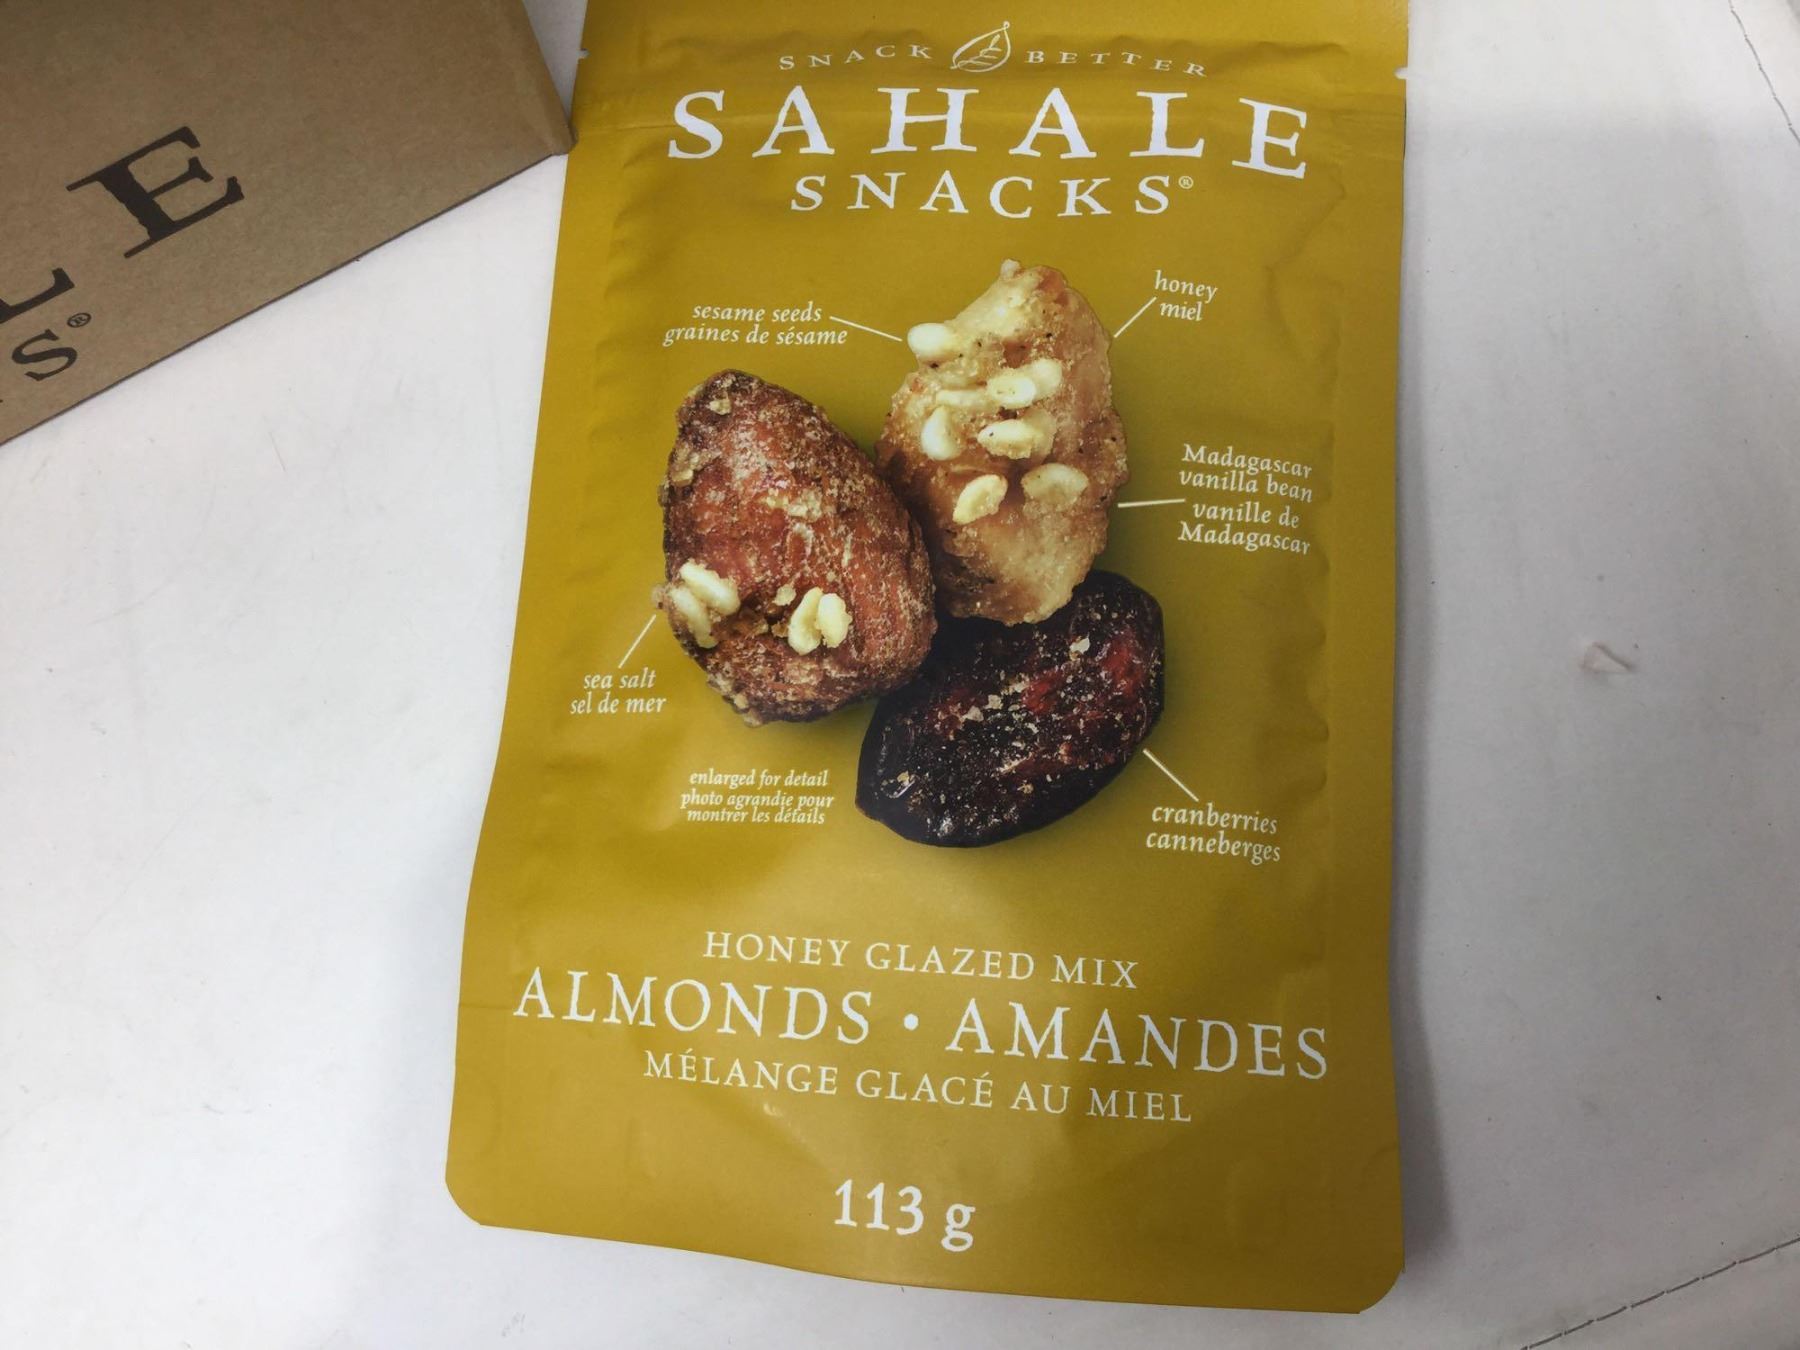 SNACK BETTER
SAHALE
SNACKS®
honey
miel
sesame seeds
graines de sésame
Madagascar
vanilla bean
vanille de
Madagascar
sea salt
sel de mer
enlarged for detail
photo agrandie pour
montrer les détails
cranberries
canneberges
HONEY GLAZED MIX
ALMONDS • AMANDES
MÉLANGE GLACÉ AU MIEL
113 g
LE
S®